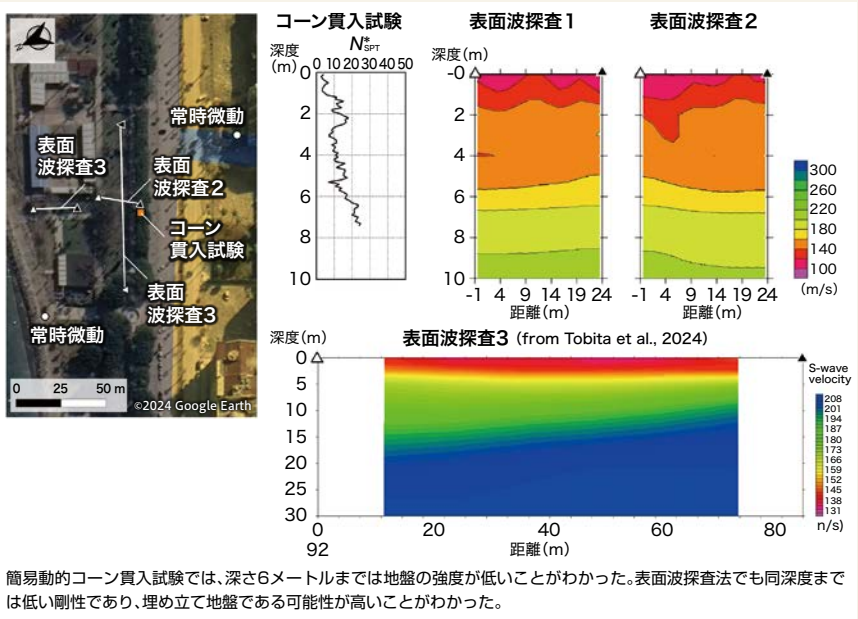 常時微動
表面
波探査3
表面
波探査2
コーン
貫入試験
表面
波探査3
常時微動
0 25 50 m
©2024 Google Earth
コーン貫入試験
深度
(m)
N*SPT
0 10 20 30 40 50
0
2
4
6
8
10
表面波探査1
深度(m)
-0
2
4
6
8
10
-1 4 9 14 19 24
距離(m)
表面波探査2
-1 4 9 14 19 24
距離(m)
300
260
220
180
140
100
(m/s)
深度(m)
表面波探査3 (from Tobita et al., 2024)
0
5
10
15
20
25
30
0 20 40 60 80
92
距離(m)
S-wave
velocity
208
201
194
187
180
173
166
159
152
145
138
131
n/s)
簡易動的コーン貫入試験では、深さ6メートルまでは地盤の強度が低いことがわかった。表面波探査法でも同深度まで
は低い剛性であり、埋め立て地盤である可能性が高いことがわかった。